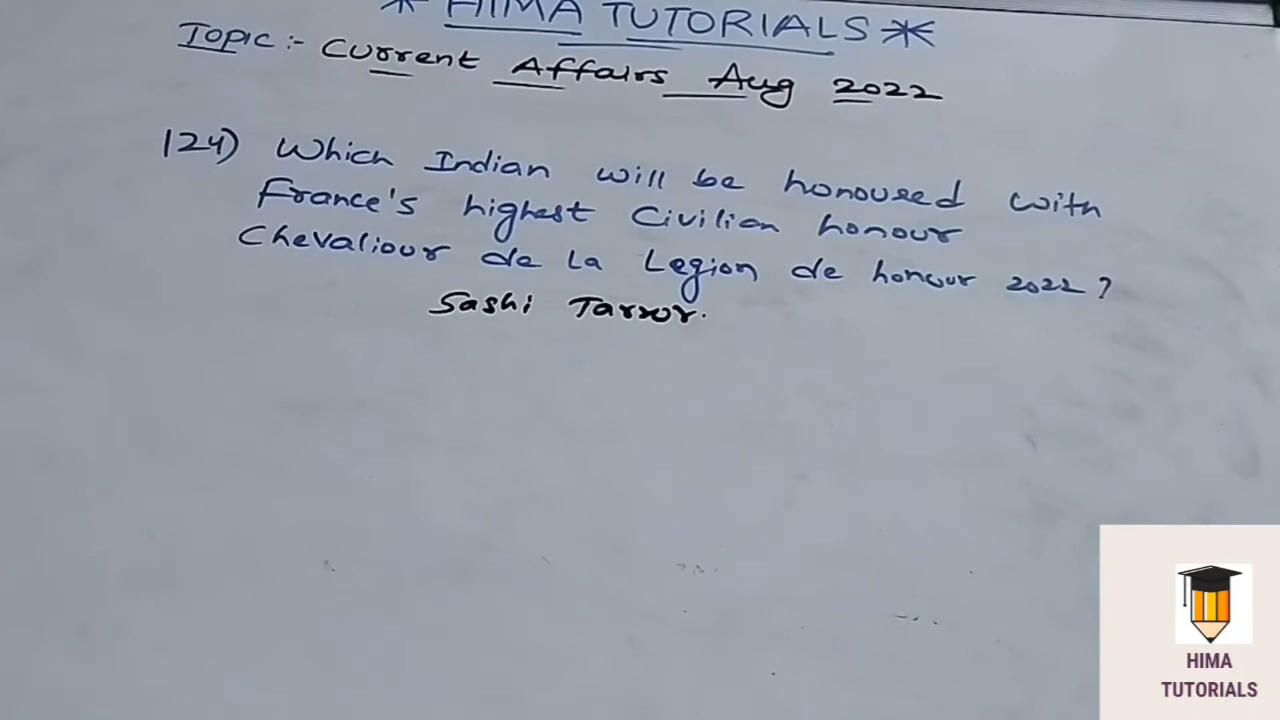 * HIMA TUTORIALS *
Topic :- Current Affairs Aug 2022
124) Which Indian will be honoured with
France's highest Civilian honour
Chevaliour de La Legion de honour 2022?
Sashi Tarror.
HIMA
TUTORIALS